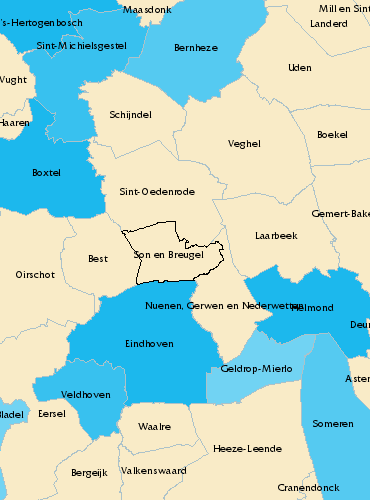 Maasdonk
Mill en Sint
's-Hertogenbosch
Landerd
Sint-Michielsgestel
Bernheze
Uden
Vught
Schijndel
Haaren
Boekel
Veghel
Boxtel
Sint-Oedenrode
Gemert-Bake
Laarbeek
Son en Breugel
Best
Oirschot
Nuenen, Gerwen en Nederwetten
Helmond
Deur
Eindhoven
Geldrop-Mierlo
Asten
Veldhoven
Bladel
Eersel
Someren
Waalre
Heeze-Leende
Bergeijk
Valkenswaard
Cranendonck